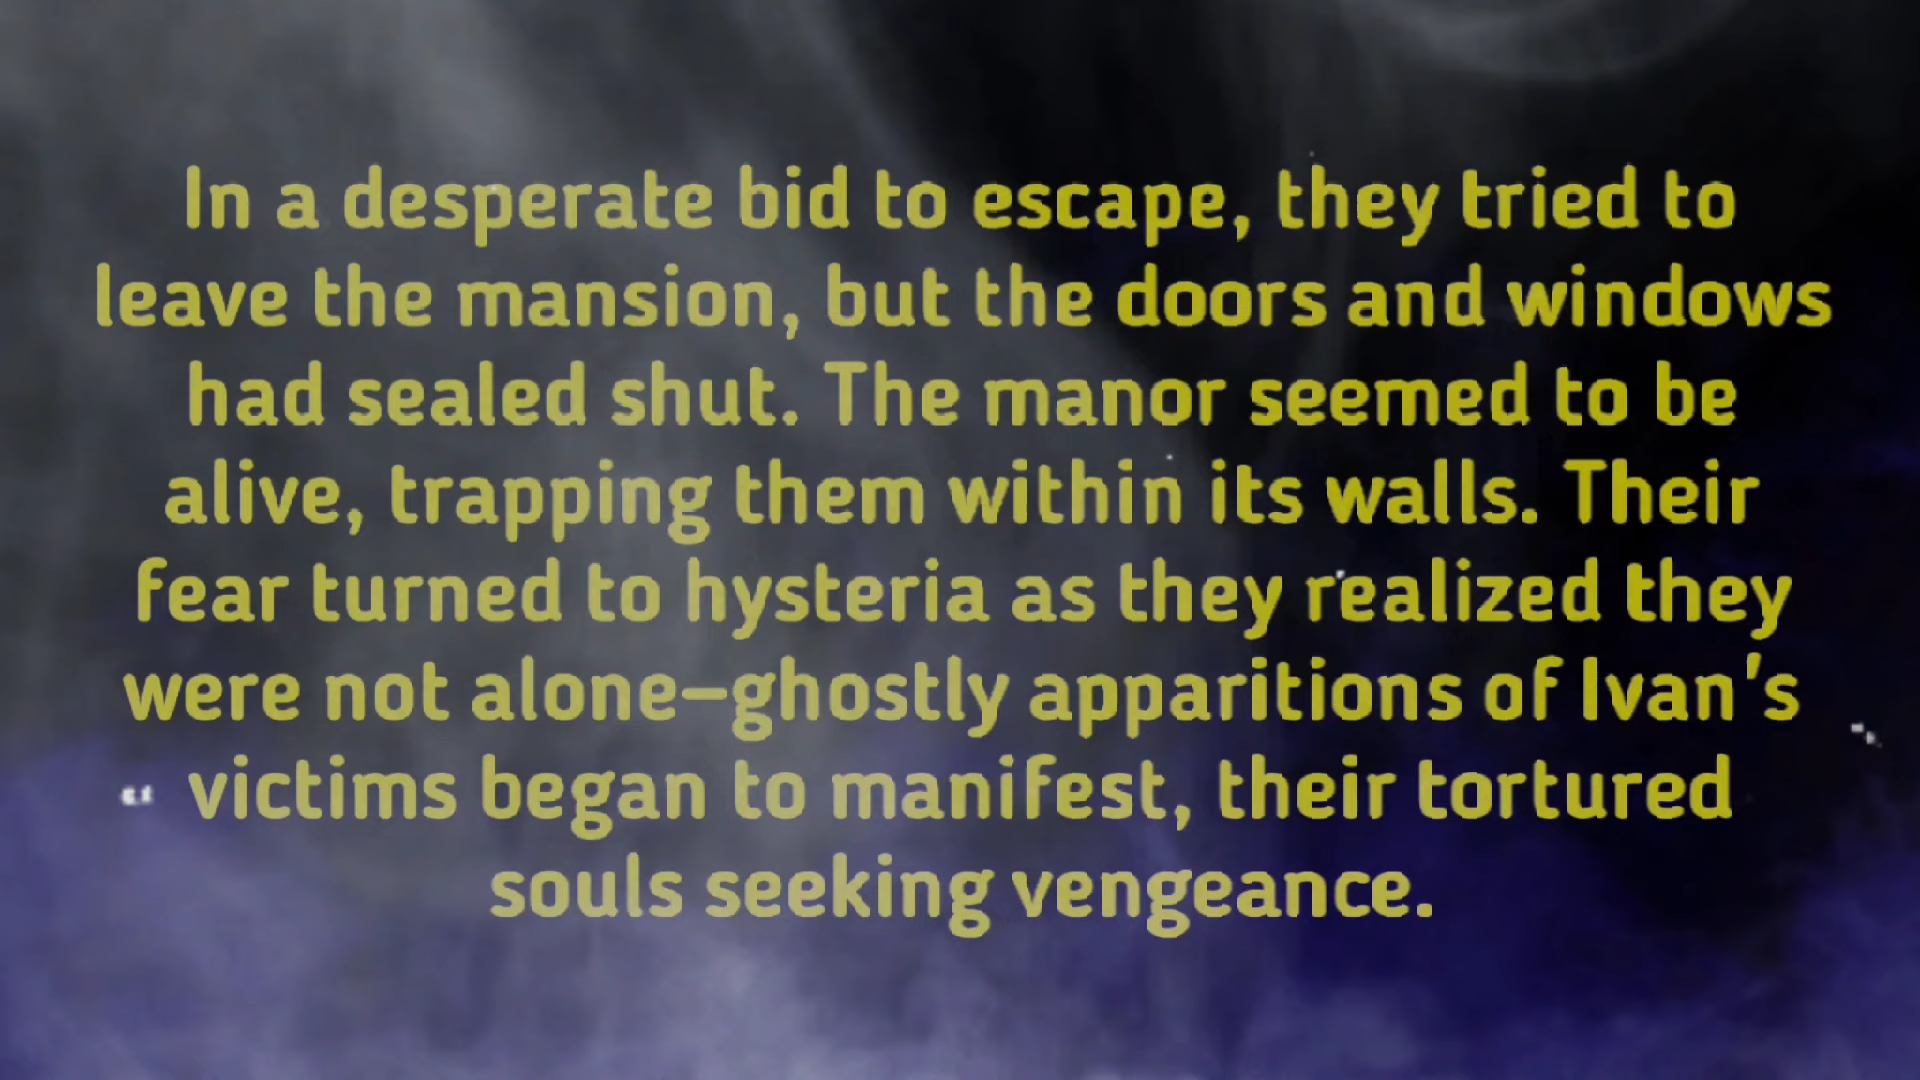 In a desperate bid to escape, they tried to
leave the mansion, but the doors and windows
had sealed shut. The manor seemed to be
alive, trapping them within its walls. Their
fear turned to hysteria as they realized they
were not alone—ghostly apparitions of Ivan's
victims began to manifest, their tortured
souls seeking vengeance.